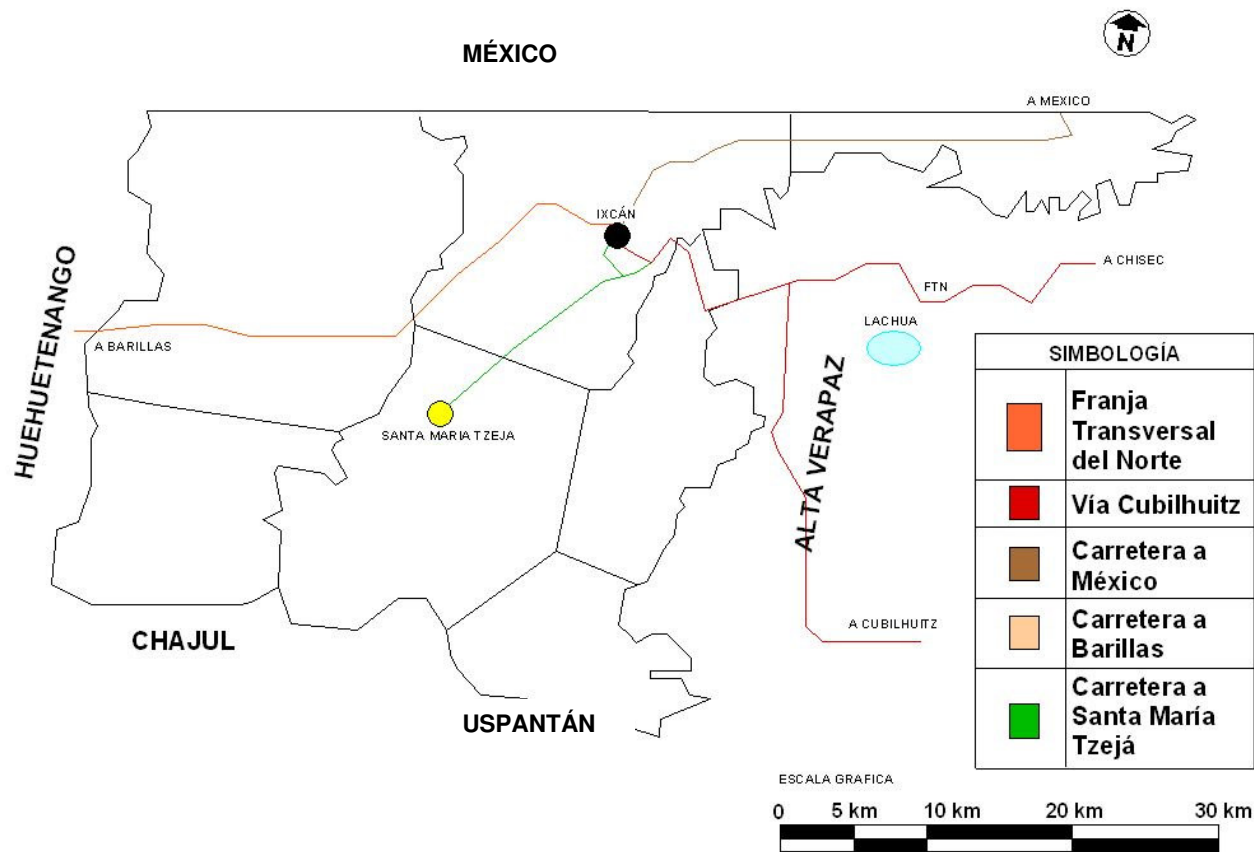 N
MÉXICO
A MEXICO
IXCÁN
A CHISEC
FTN
HUEHUETENANGO
LACHUA
A BARILLAS
ALTA VERAPAZ
SANTA MARIA TZEJA
SIMBOLOGÍA
Franja
Transversal
del Norte
Vía Cubilhuitz
Carretera a
México
Carretera a
Barillas
Carretera a
Santa María
Tzejá
A CUBILHUITZ
CHAJUL
USPANTÁN
ESCALA GRAFICA
0 5 km 10 km 20 km 30 km